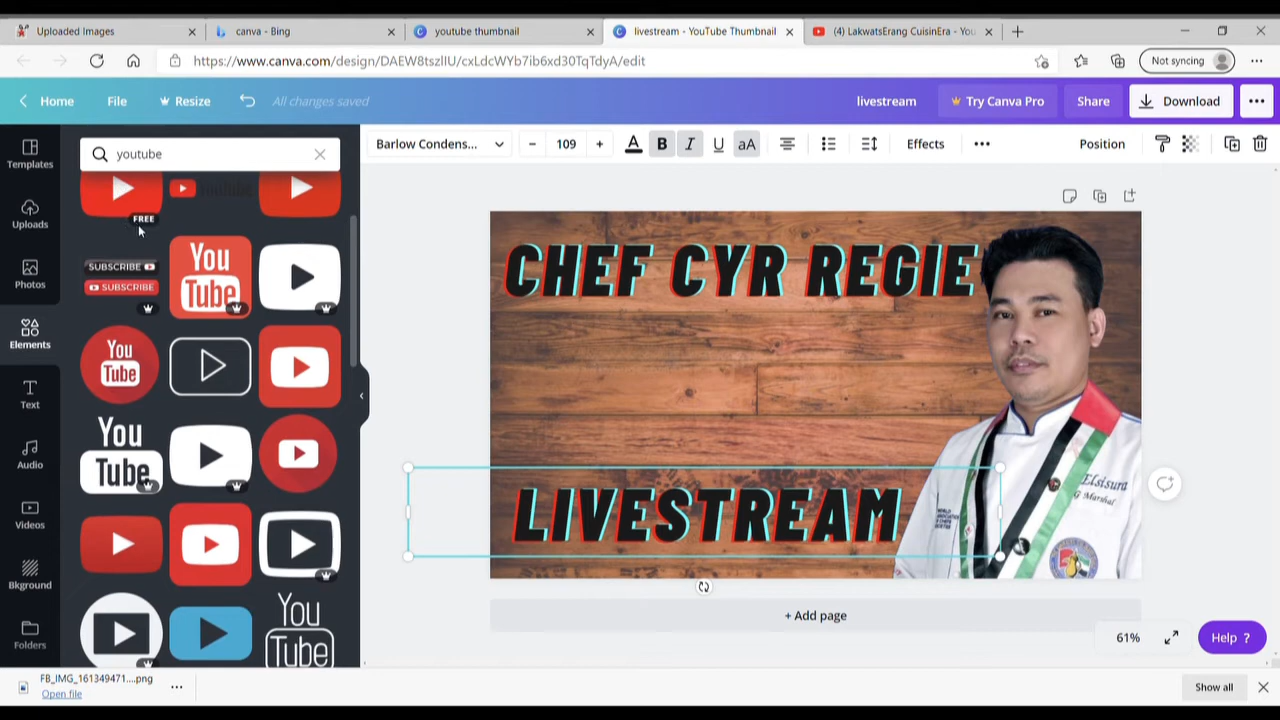 Uploaded Images
canva - Bing
youtube thumbnail
livestream - YouTube Thumbnail
(4) LakwatsErang CuisinEra - You
https://www.canva.com/design/DAEW8tszlIU/cxLdcWYb7ib6xd30TqTdyA/edit
Not syncing
Home
File
Resize
All changes saved
livestream
Try Canva Pro
Share
Download
Templates
Uploads
Photos
Elements
Text
Audio
Videos
Bkground
Folders
youtube
FREE
SUBSCRIBE
SUBSCRIBE
You
Tube
You
Tube
You
Tube
You
Tube
Barlow Condens...
109
A
B
I
U
aA
Effects
Position
CHEF CYR REGIE
LIVESTREAM
Elsisura
G Marshal
+ Add page
61%
Help ?
FB_IMG_161349471....png
Open file
Show all